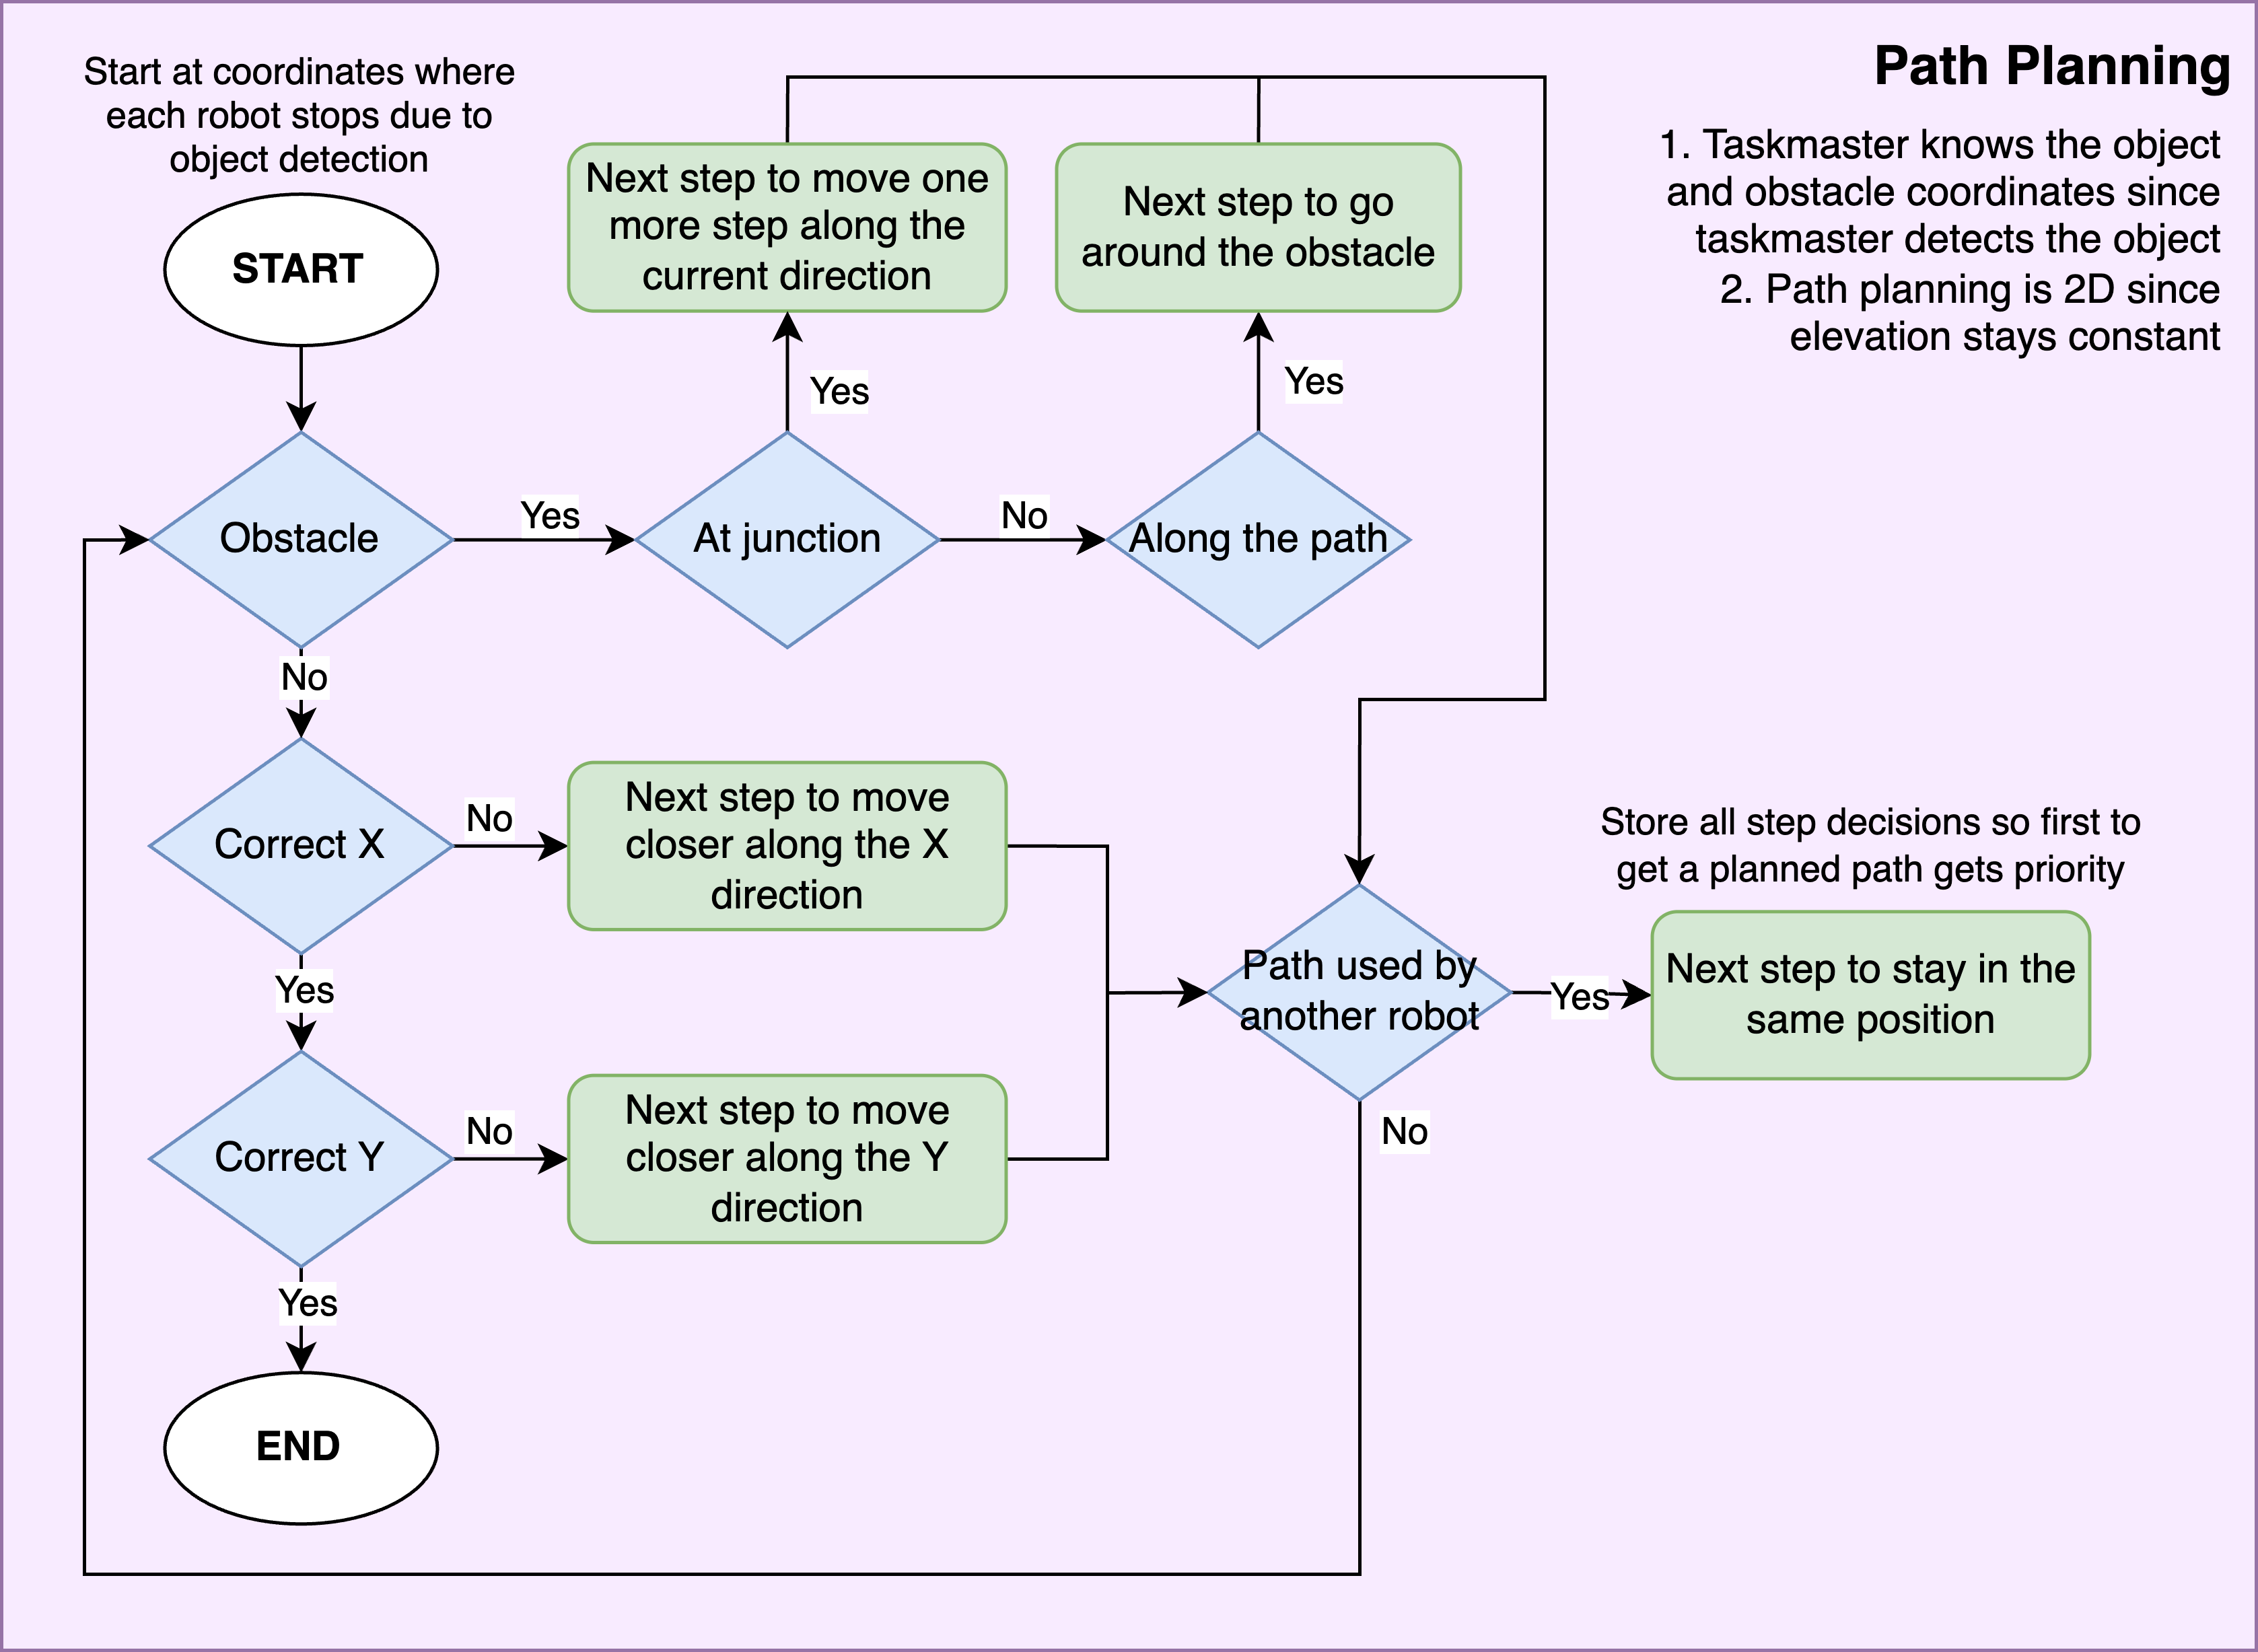 Path Planning
1. Taskmaster knows the object
and obstacle coordinates since
taskmaster detects the object
2. Path planning is 2D since
elevation stays constant
Start at coordinates where
each robot stops due to
object detection
START
Next step to move one
more step along the
current direction
Next step to go
around the obstacle
Yes
Yes
Obstacle
Yes
At junction
No
Along the path
No
Correct X
No
Next step to move
closer along the X
direction
Store all step decisions so first to
get a planned path gets priority
Path used by
another robot
Yes
Next step to stay in the
same position
Yes
Correct Y
No
Next step to move
closer along the Y
direction
No
Yes
END